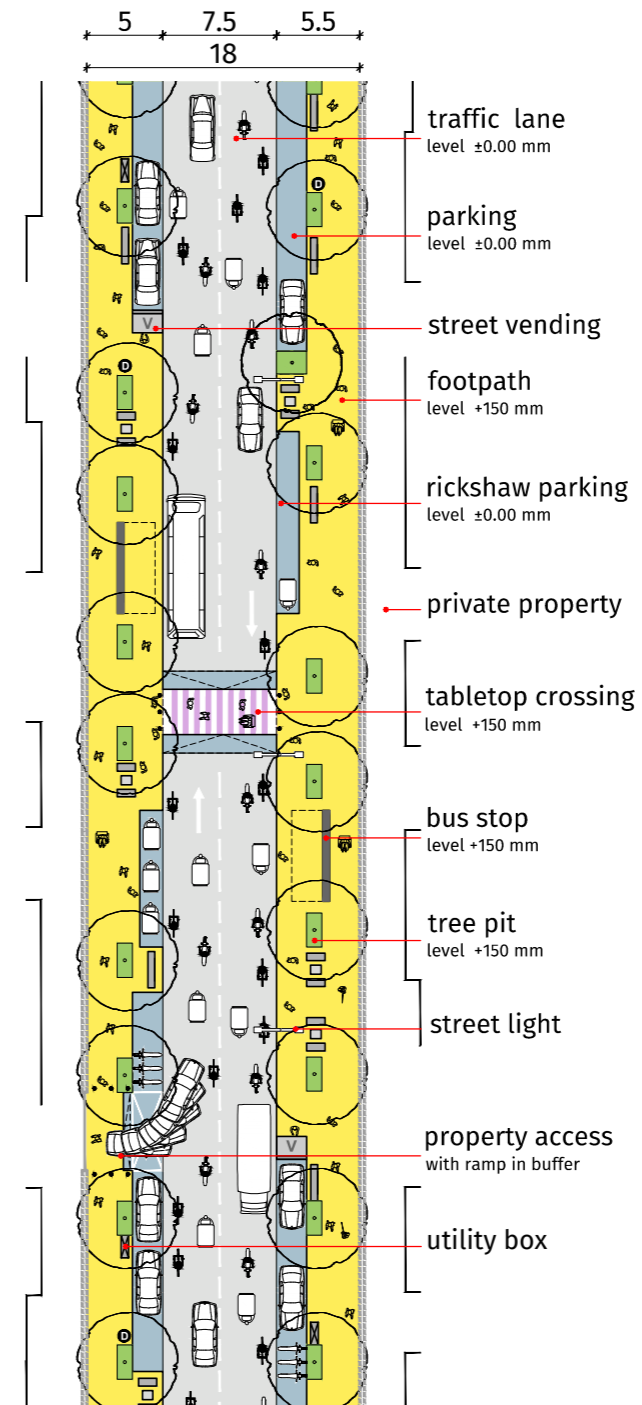 5 7.5 5.5
18
traffic lane
level ±0.00 mm
D
parking
level ±0.00 mm
V
street vending
D
footpath
level +150 mm
rickshaw parking
level ±0.00 mm
private property
tabletop crossing
level +150 mm
bus stop
level +150 mm
tree pit
level +150 mm
street light
property access
with ramp in buffer
V
utility box
D